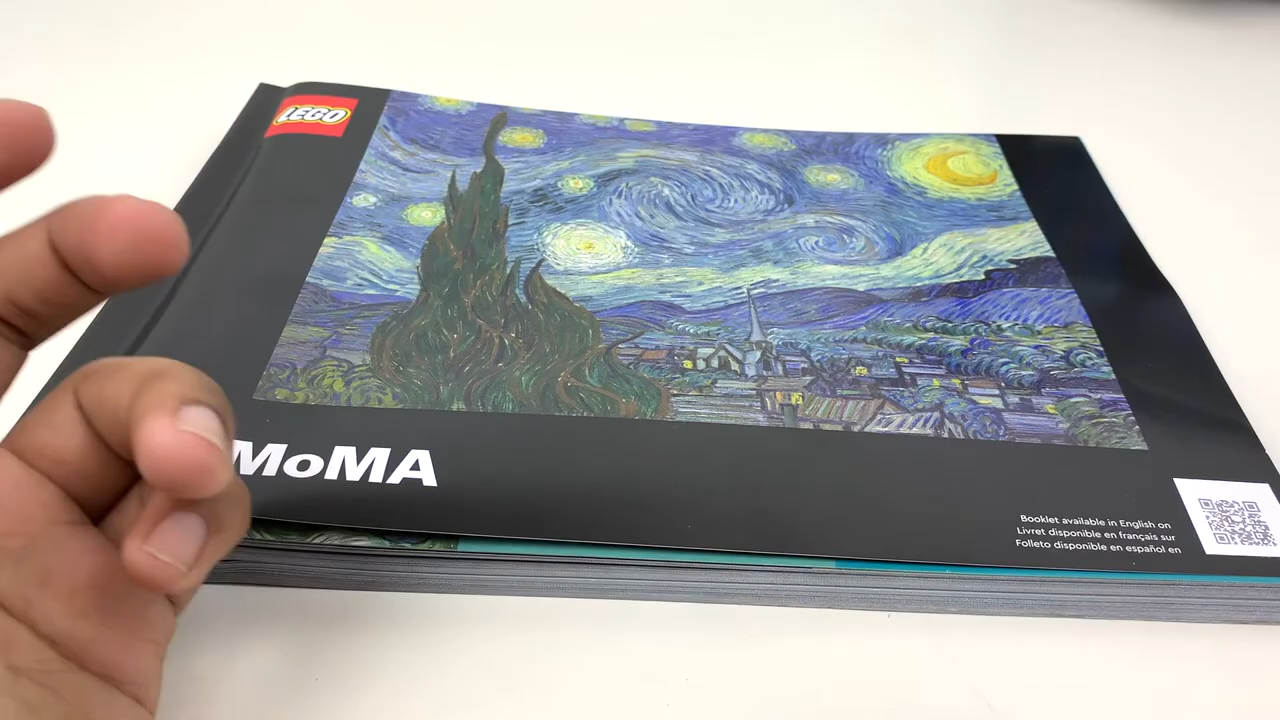 LEGO
MoMA
Booklet available in English on
Livret disponible en français sur
Folleto disponible en español en